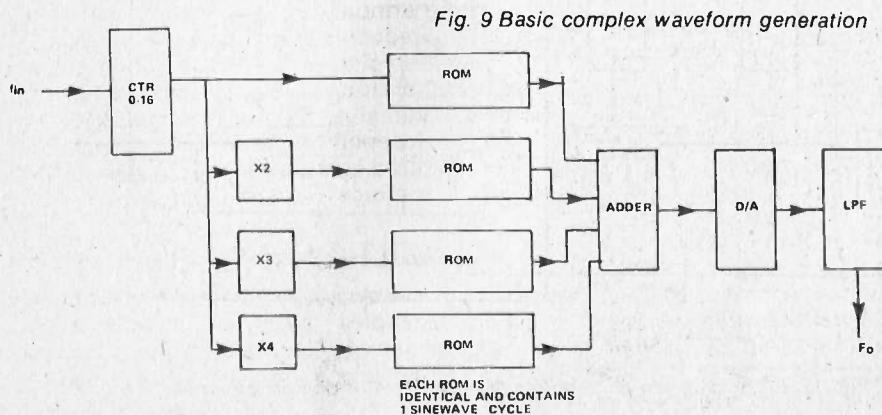 Fig. 9 Basic complex waveform generation
fin
CTR
0-16
ROM
X2
ROM
ADDER
D/A
LPF
X3
ROM
X4
ROM
Fo
EACH ROM IS
IDENTICAL AND CONTAINS
1 SINEWAVE CYCLE